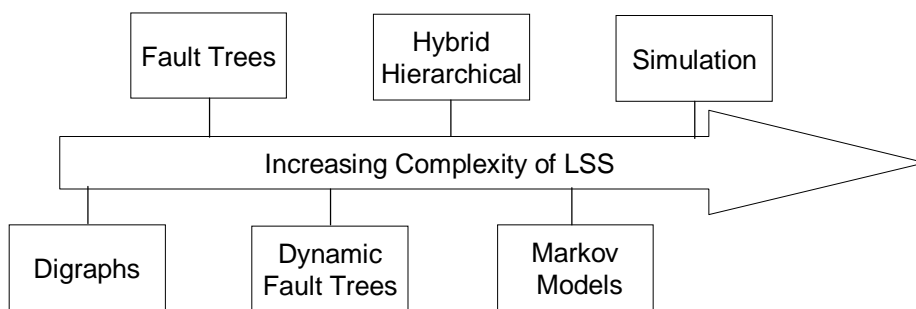 Fault Trees
Hybrid
Hierarchical
Simulation
Increasing Complexity of LSS
Digraphs
Dynamic
Fault Trees
Markov
Models